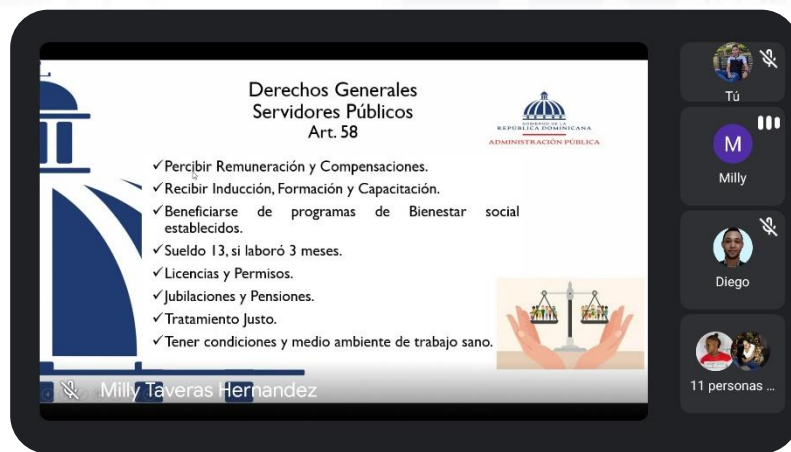 Derechos Generales
Servidores Públicos
Art. 58
GOBIERNO DE LA
REPÚBLICA DOMINICANA
ADMINISTRACIÓN PÚBLICA
✓Percibir Remuneración y Compensaciones.
✓Recibir Inducción, Formación y Capacitación.
✓Beneficiarse de programas de Bienestar social
establecidos.
✓Sueldo 13, si laboró 3 meses.
✓Licencias y Permisos.
✓Jubilaciones y Pensiones.
✓Tratamiento Justo.
✓Tener condiciones y medio ambiente de trabajo sano.
Milly Taveras Hernandez
Tú
M
Milly
Diego
11 personas ...